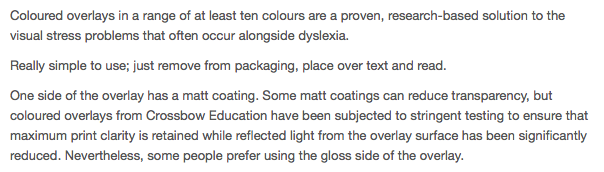 Coloured overlays in a range of at least ten colours are a proven, research-based solution to the
visual stress problems that often occur alongside dyslexia.
Really simple to use; just remove from packaging, place over text and read.
One side of the overlay has a matt coating. Some matt coatings can reduce transparency, but
coloured overlays from Crossbow Education have been subjected to stringent testing to ensure that
maximum print clarity is retained while reflected light from the overlay surface has been significantly
reduced. Nevertheless, some people prefer using the gloss side of the overlay.